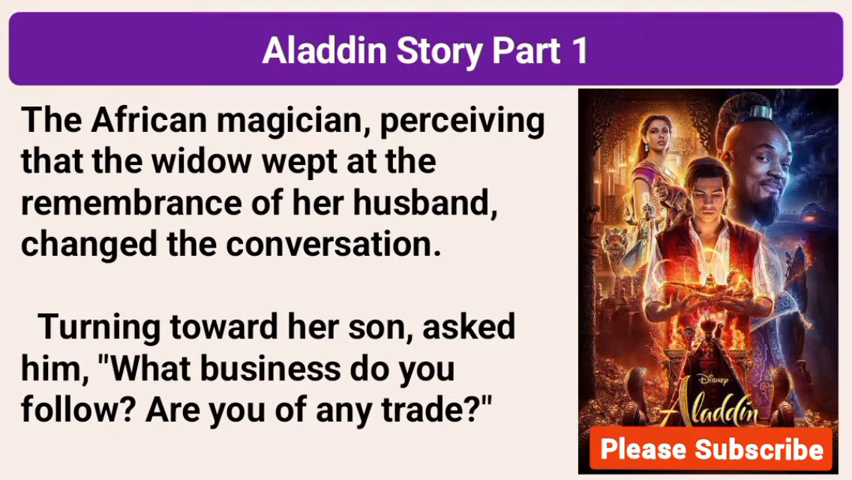 Aladdin Story Part 1
The African magician, perceiving
that the widow wept at the
remembrance of her husband,
changed the conversation.
Turning toward her son, asked
him, "What business do you
follow? Are you of any trade?"
Disney
Aladdin
Please Subscribe